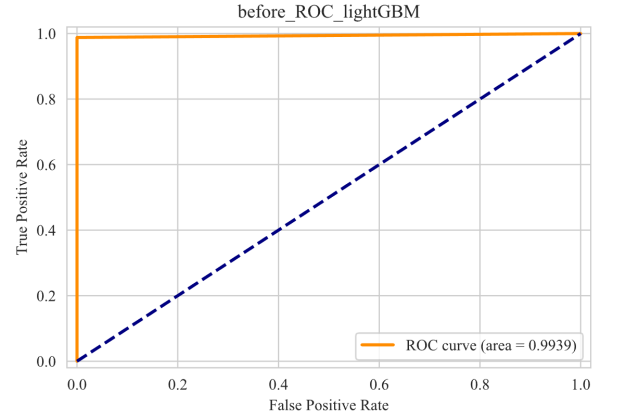 before_ROC_lightGBM
1.0
0.8
0.6
0.4
0.2
0.0
True Positive Rate
ROC curve (area = 0.9939)
0.0 0.2 0.4 0.6 0.8 1.0
False Positive Rate